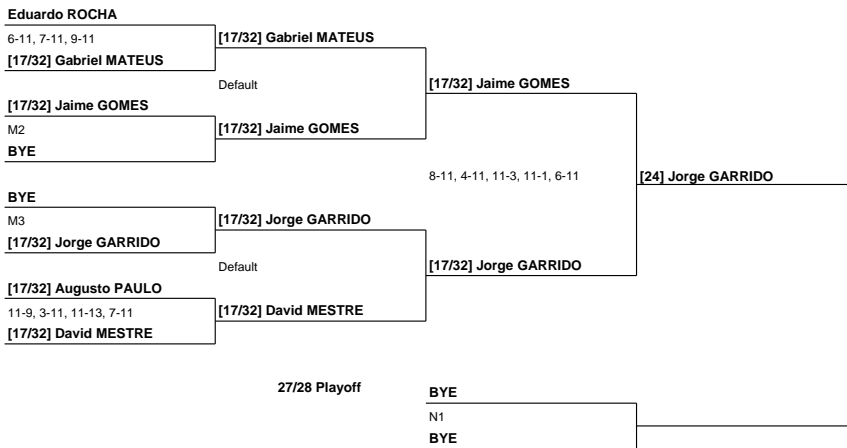 Eduardo ROCHA
6-11, 7-11, 9-11
[17/32] Gabriel MATEUS
[17/32] Gabriel MATEUS
Default
[17/32] Jaime GOMES
[17/32] Jaime GOMES
M2
[17/32] Jaime GOMES
BYE
8-11, 4-11, 11-3, 11-1, 6-11
[24] Jorge GARRIDO
BYE
M3
[17/32] Jorge GARRIDO
[17/32] Jorge GARRIDO
Default
[17/32] Jorge GARRIDO
[17/32] Augusto PAULO
11-9, 3-11, 11-13, 7-11
[17/32] David MESTRE
[17/32] David MESTRE
27/28 Playoff
BYE
N1
BYE